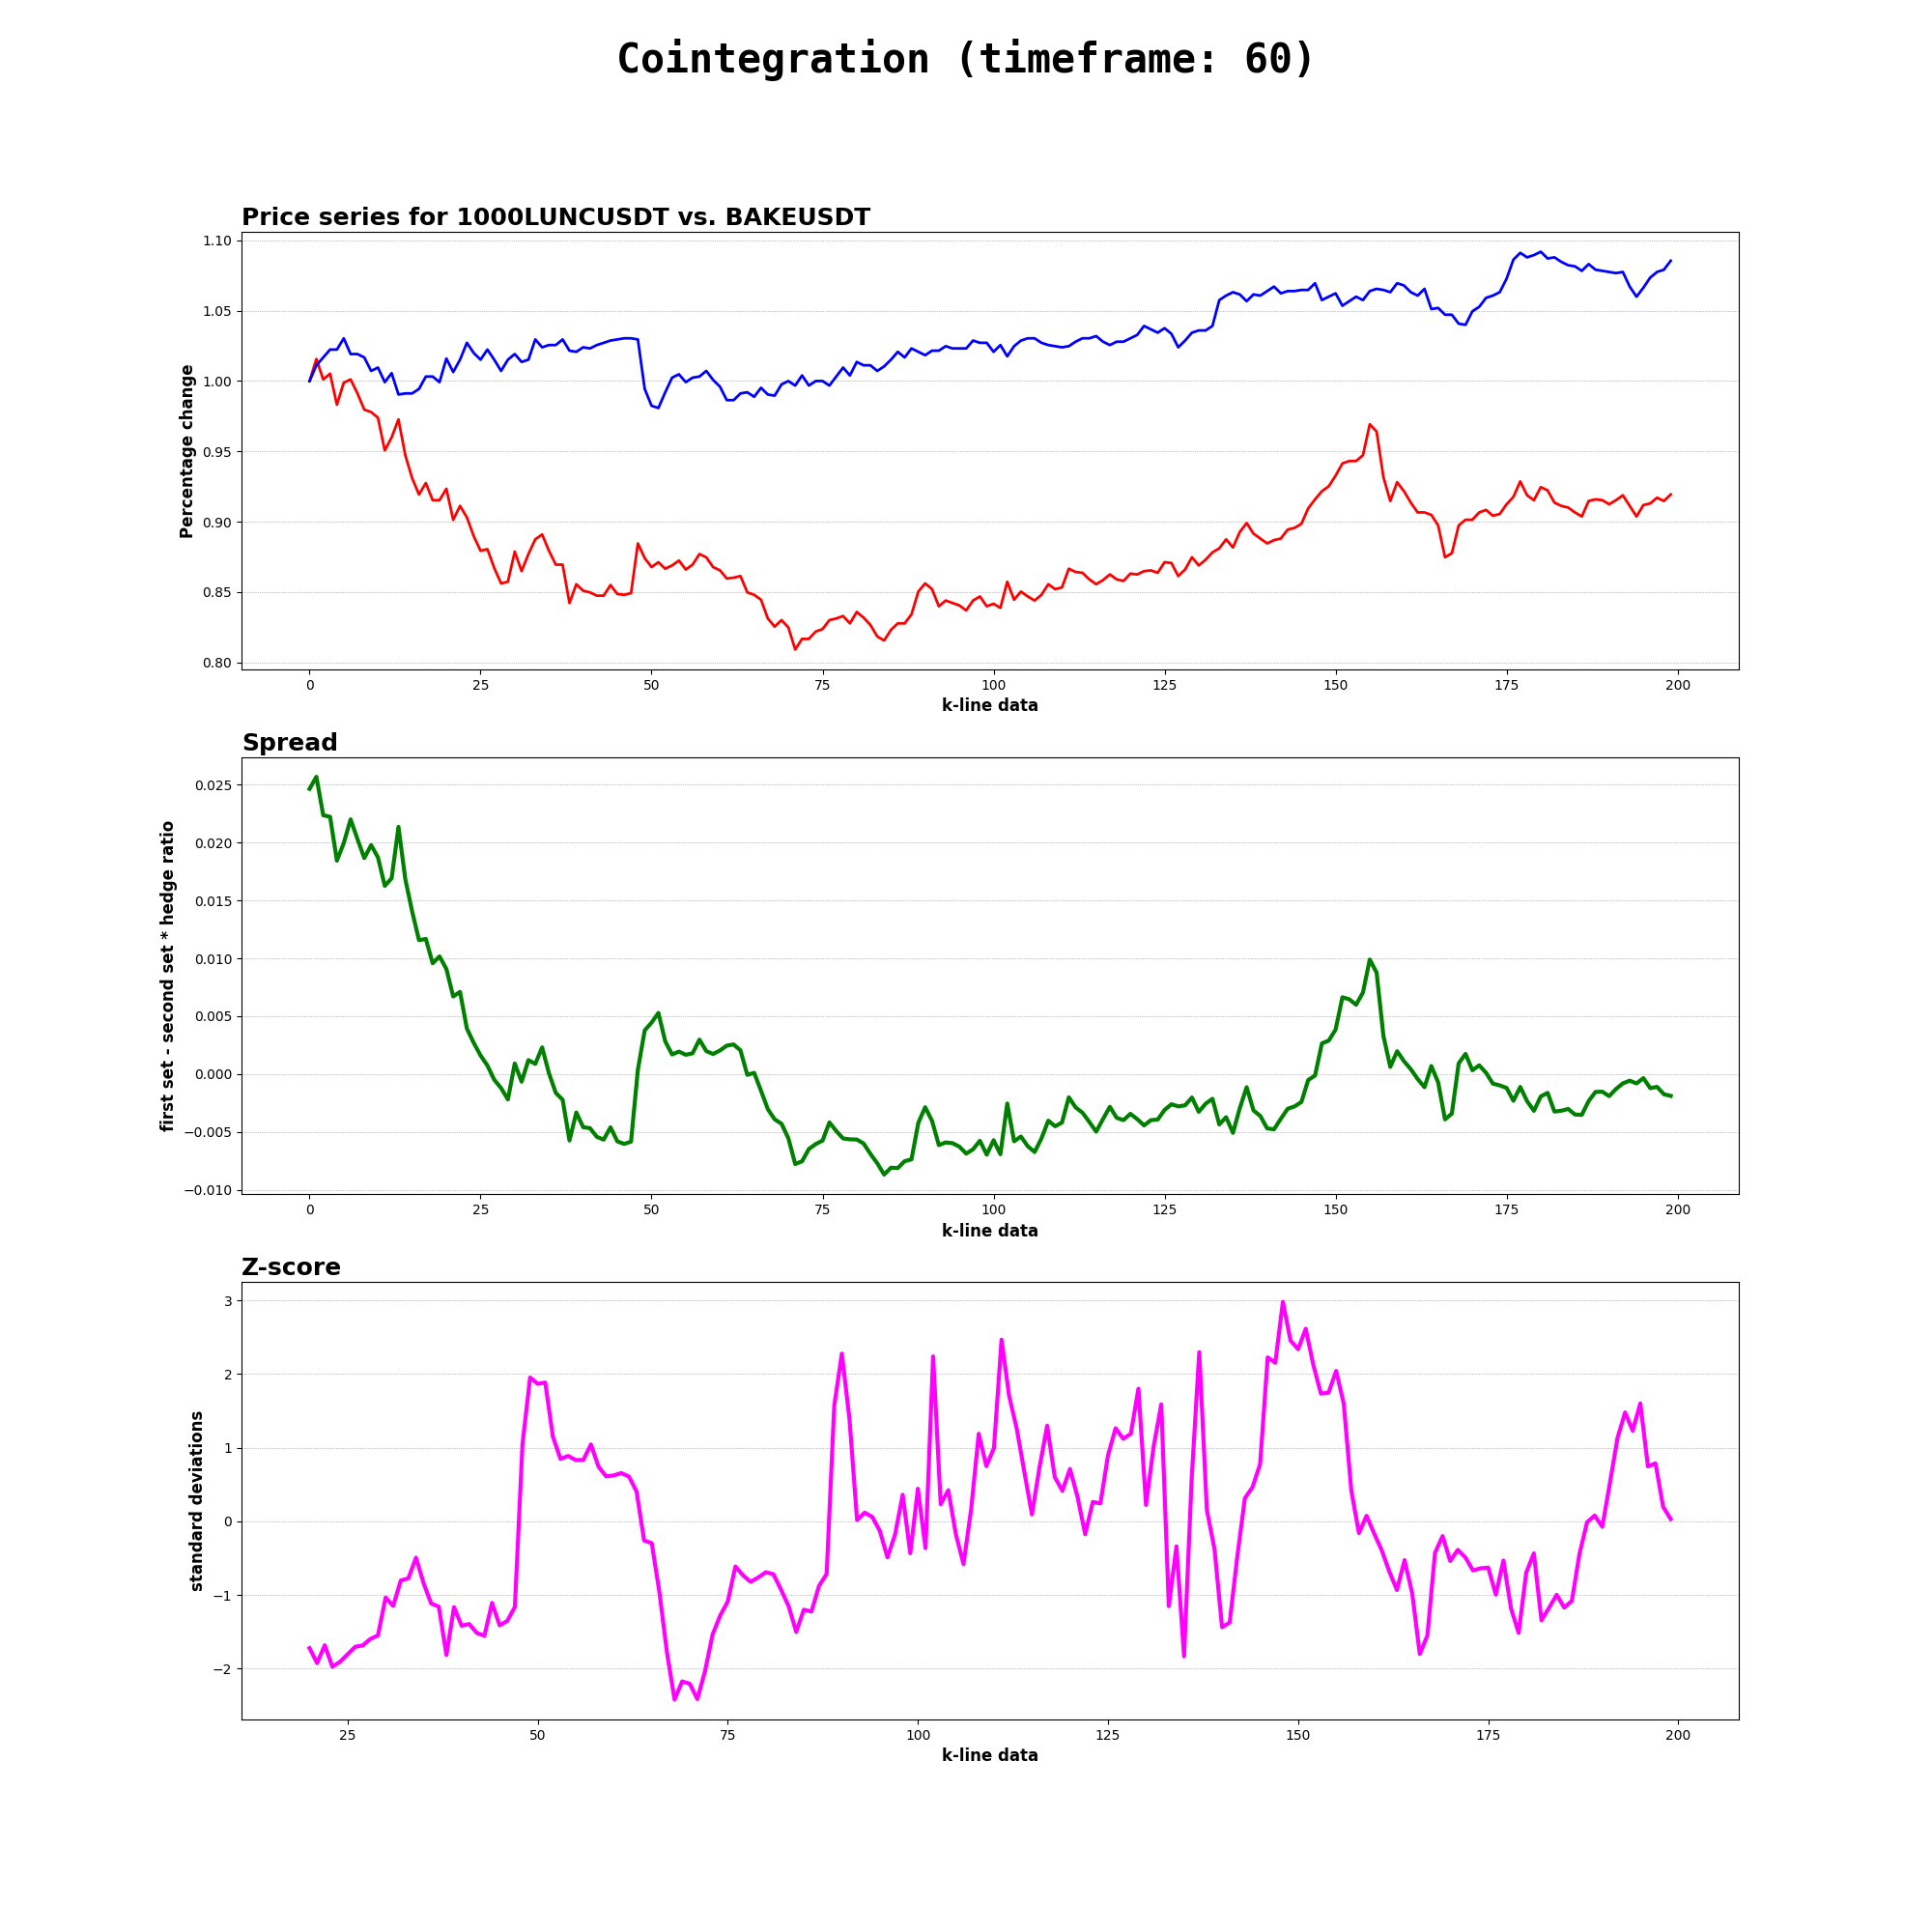 Cointegration (timeframe: 60)
Price series for 1000LUNCUSDT vs. BAKEUSDT
Percentage change
1.10
1.05
1.00
0.95
0.90
0.85
0.80
0 25 50 75 100 125 150 175 200
k-line data
Spread
first set - second set * hedge ratio
0.025
0.020
0.015
0.010
0.005
0.000
−0.005
−0.010
0 25 50 75 100 125 150 175 200
k-line data
Z-score
standard deviations
3
2
1
0
−1
−2
25 50 75 100 125 150 175 200
k-line data